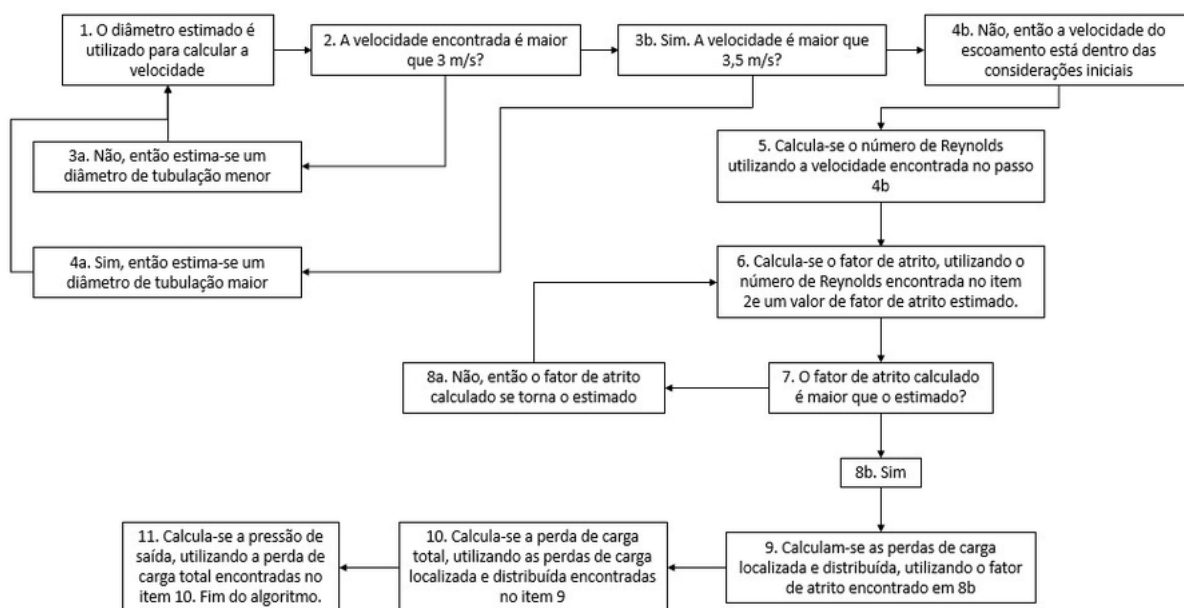 1. O diâmetro estimado é
utilizado para calcular a
velocidade
2. A velocidade encontrada é maior
que 3 m/s?
3b. Sim. A velocidade é maior que
3,5 m/s?
4b. Não, então a velocidade do
escoamento está dentro das
considerações iniciais
3a. Não, então estima-se um
diâmetro de tubulação menor
5. Calcula-se o número de Reynolds
utilizando a velocidade encontrada no passo
4b
4a. Sim, então estima-se um
diâmetro de tubulação maior
6. Calcula-se o fator de atrito, utilizando o
número de Reynolds encontrada no item
2e um valor de fator de atrito estimado.
8a. Não, então o fator de atrito
calculado se torna o estimado
7. O fator de atrito calculado
é maior que o estimado?
8b. Sim
9. Calculam-se as perdas de carga
localizada e distribuída, utilizando o fator
de atrito encontrado em 8b
10. Calcula-se a perda de carga
total, utilizando as perdas de carga
localizada e distribuída encontradas
no item 9
11. Calcula-se a pressão de
saída, utilizando a perda de
carga total encontradas no
item 10. Fim do algoritmo.